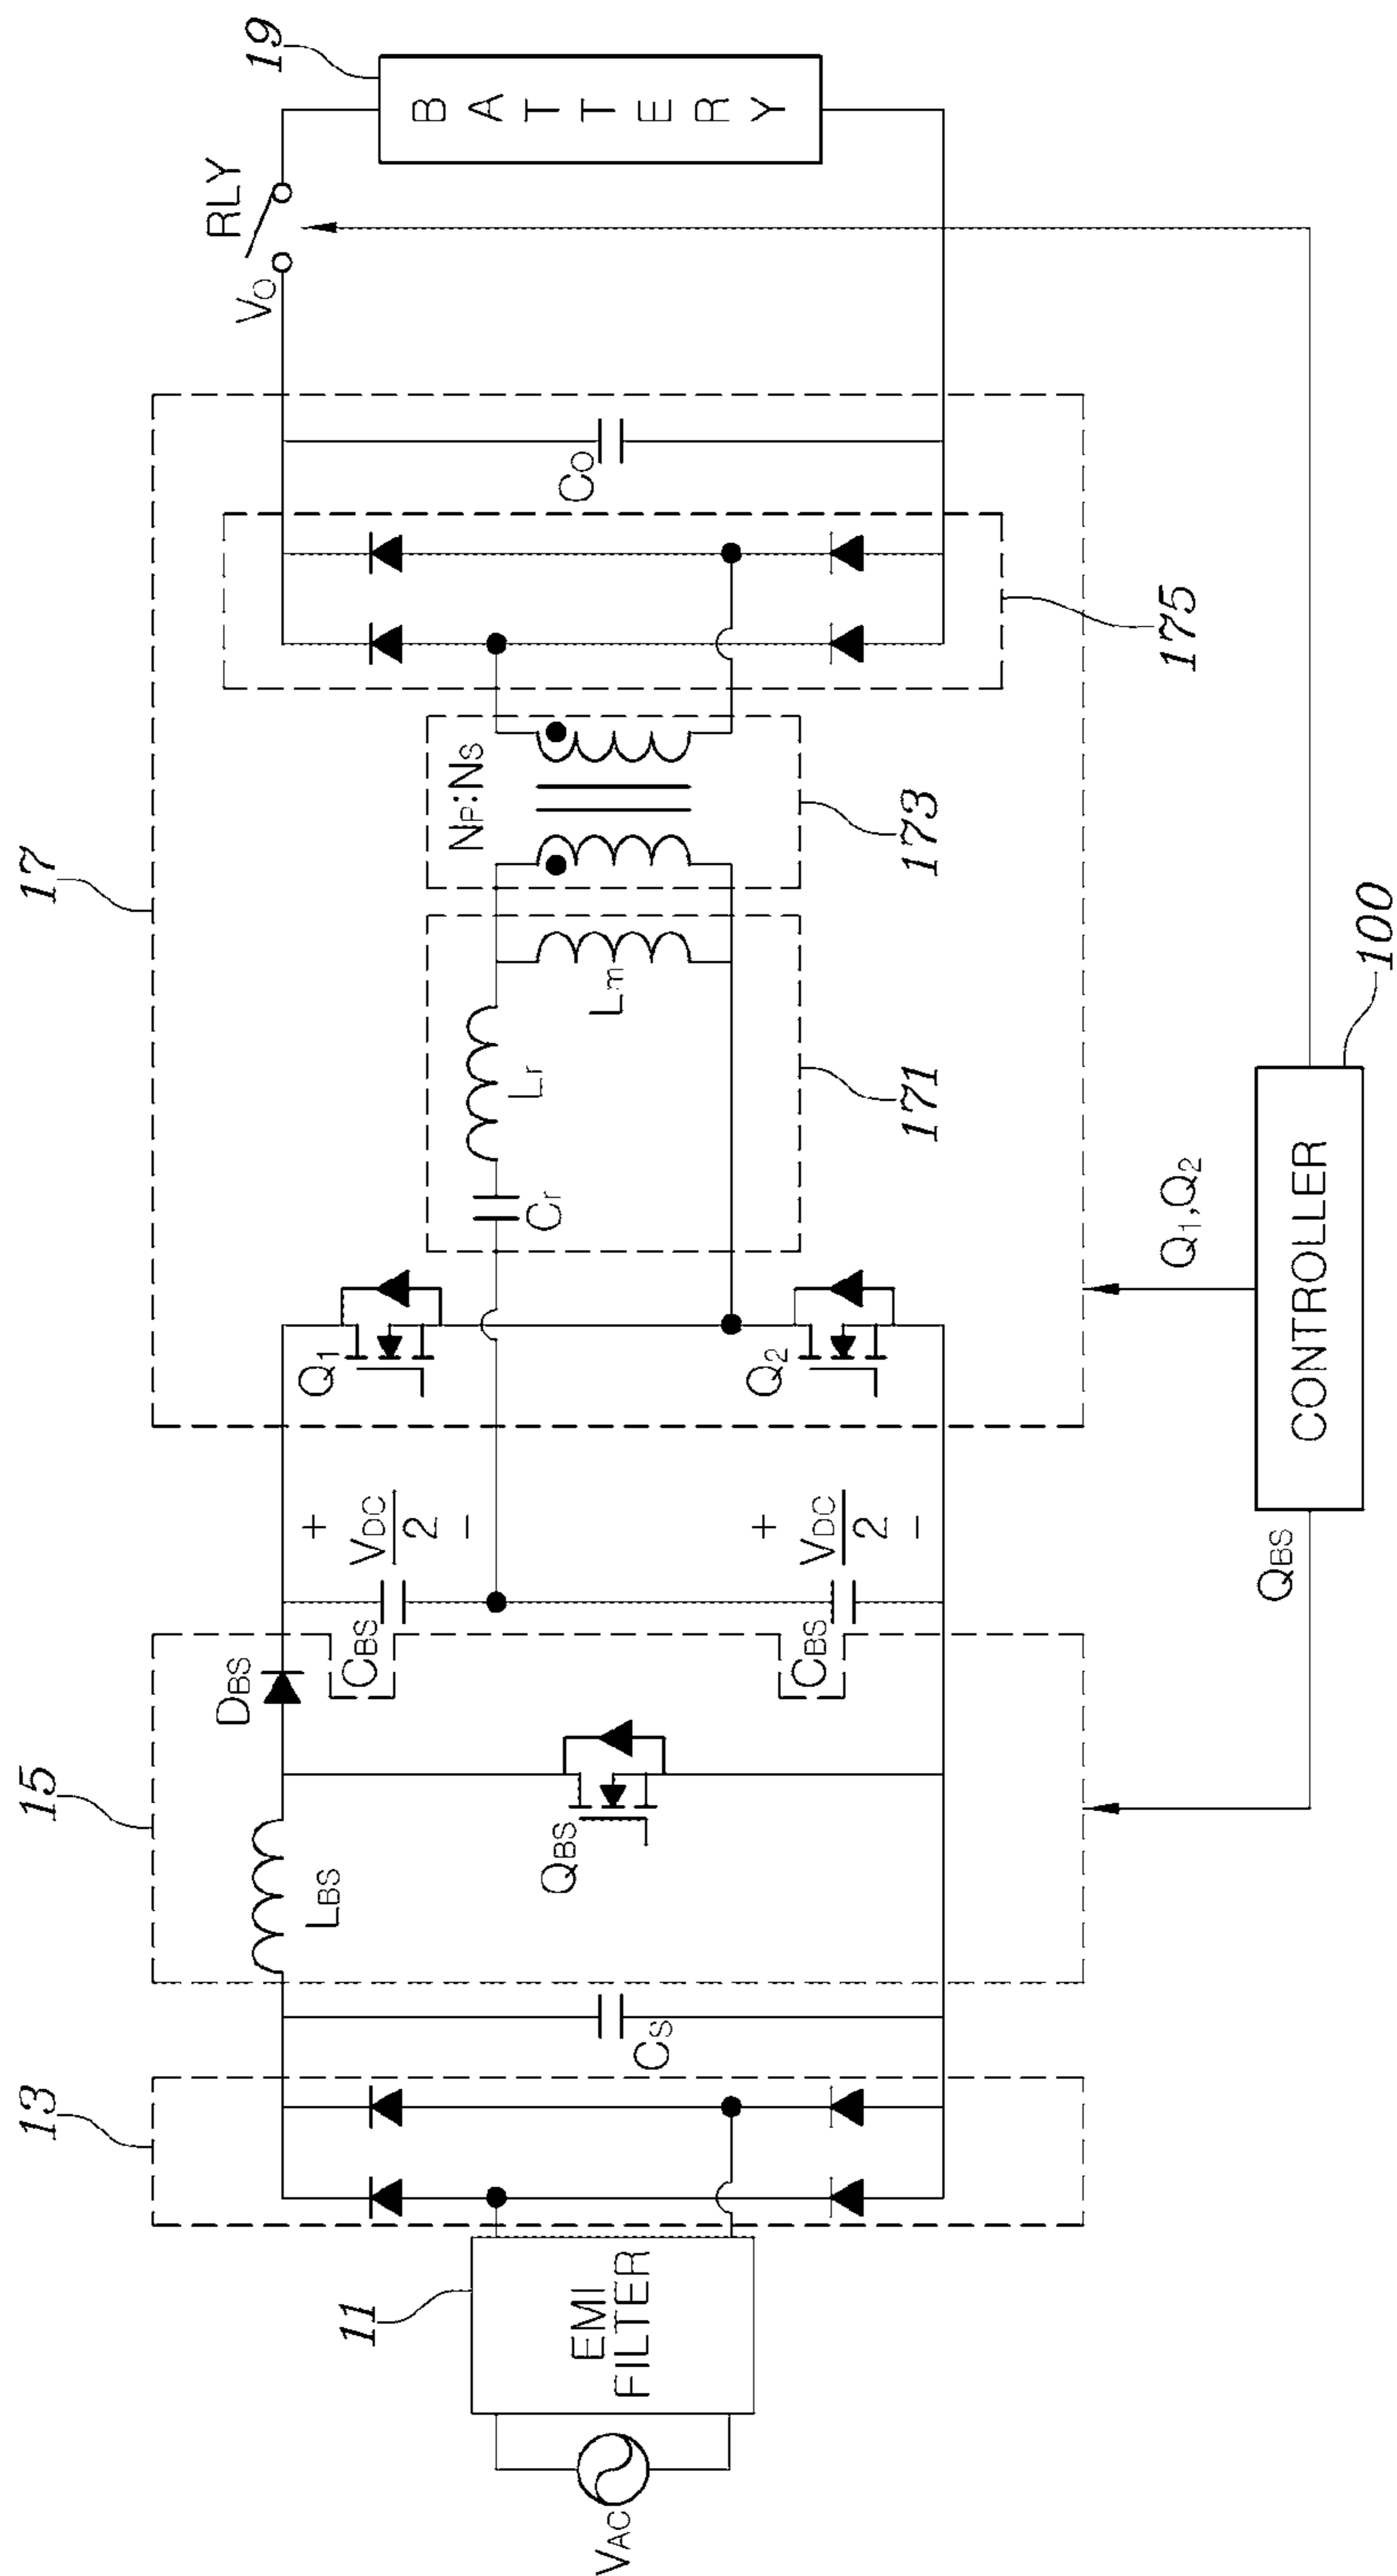 17
15
13
19
RLY
VO
DBS
LBS
Q1
NP:NS
BATTERY
11
EMI
FILTER
VAC
CS
QBS
CBS
+
VDC
2
−
CBS
+
VDC
2
−
Cr
Lr
Lm
Q2
CO
171
173
175
QBS
Q1,Q2
CONTROLLER
100